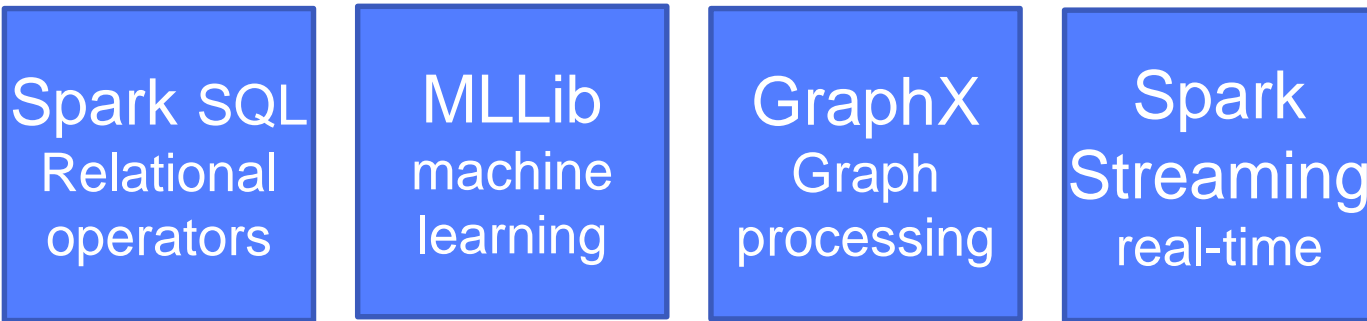 Spark SQL
Relational
operators
MLLib
machine
learning
GraphX
Graph
processing
Spark
Streaming
real-time